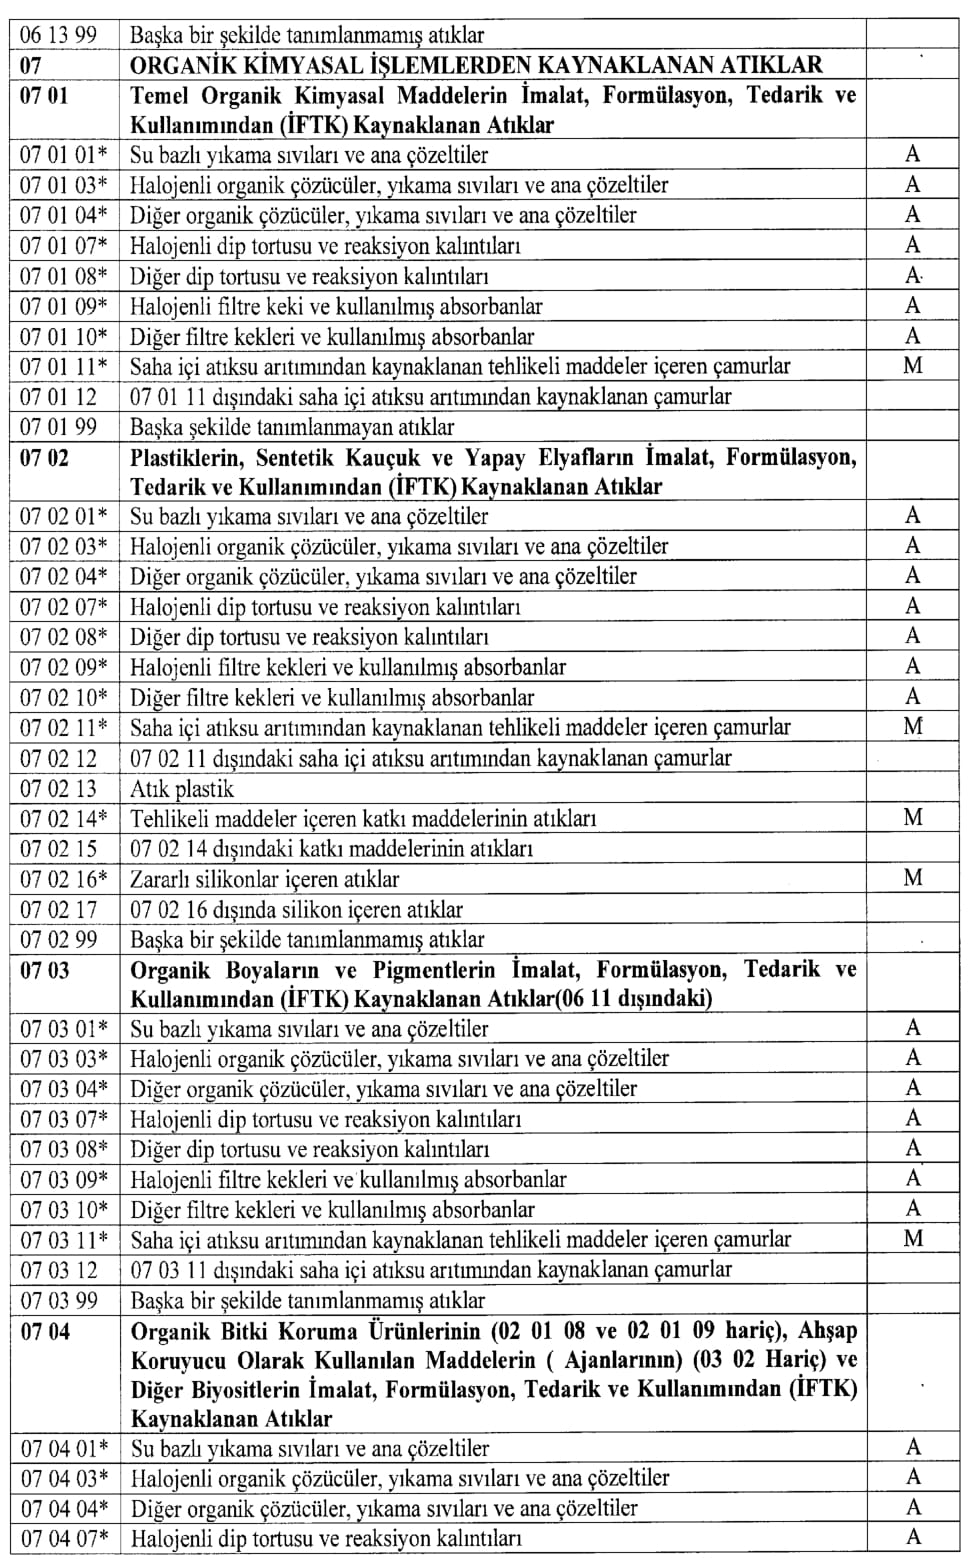 06 13 99 Başka bir şekilde tanımlanmamış atıklar
07 ORGANİK KİMYASAL İŞLEMLERDEN KAYNAKLANAN ATIKLAR
07 01 Temel Organik Kimyasal Maddelerin İmalat, Formülasyon, Tedarik ve
Kullanımından (İFTK) Kaynaklanan Atıklar
07 01 01* Su bazlı yıkama sıvıları ve ana çözeltiler A
07 01 03* Halojenli organik çözücüler, yıkama sıvıları ve ana çözeltiler A
07 01 04* Diğer organik çözücüler, yıkama sıvıları ve ana çözeltiler A
07 01 07* Halojenli dip tortusu ve reaksiyon kalıntıları A
07 01 08* Diğer dip tortusu ve reaksiyon kalıntıları A
07 01 09* Halojenli filtre keki ve kullanılmış absorbanlar A
07 01 10* Diğer filtre kekleri ve kullanılmış absorbanlar A
07 01 11* Saha içi atıksu arıtımından kaynaklanan tehlikeli maddeler içeren çamurlar M
07 01 12 07 01 11 dışındaki saha içi atıksu arıtımından kaynaklanan çamurlar
07 01 99 Başka şekilde tanımlanmayan atıklar
07 02 Plastiklerin, Sentetik Kauçuk ve Yapay Elyafların İmalat, Formülasyon,
Tedarik ve Kullanımından (İFTK) Kaynaklanan Atıklar
07 02 01* Su bazlı yıkama sıvıları ve ana çözeltiler A
07 02 03* Halojenli organik çözücüler, yıkama sıvıları ve ana çözeltiler A
07 02 04* Diğer organik çözücüler, yıkama sıvıları ve ana çözeltiler A
07 02 07* Halojenli dip tortusu ve reaksiyon kalıntıları A
07 02 08* Diğer dip tortusu ve reaksiyon kalıntıları A
07 02 09* Halojenli filtre kekleri ve kullanılmış absorbanlar A
07 02 10* Diğer filtre kekleri ve kullanılmış absorbanlar A
07 02 11* Saha içi atıksu arıtımından kaynaklanan tehlikeli maddeler içeren çamurlar M
07 02 12 07 02 11 dışındaki saha içi atıksu arıtımından kaynaklanan çamurlar
07 02 13 Atık plastik
07 02 14* Tehlikeli maddeler içeren katkı maddelerinin atıkları M
07 02 15 07 02 14 dışındaki katkı maddelerinin atıkları
07 02 16* Zararlı silikonlar içeren atıklar M
07 02 17 07 02 16 dışında silikon içeren atıklar
07 02 99 Başka bir şekilde tanımlanmamış atıklar
07 03 Organik Boyaların ve Pigmentlerin İmalat, Formülasyon, Tedarik ve
Kullanımından (İFTK) Kaynaklanan Atıklar(06 11 dışındaki)
07 03 01* Su bazlı yıkama sıvıları ve ana çözeltiler A
07 03 03* Halojenli organik çözücüler, yıkama sıvıları ve ana çözeltiler A
07 03 04* Diğer organik çözücüler, yıkama sıvıları ve ana çözeltiler A
07 03 07* Halojenli dip tortusu ve reaksiyon kalıntıları A
07 03 08* Diğer dip tortusu ve reaksiyon kalıntıları A
07 03 09* Halojenli filtre kekleri ve kullanılmış absorbanlar A
07 03 10* Diğer filtre kekleri ve kullanılmış absorbanlar A
07 03 11* Saha içi atıksu arıtımından kaynaklanan tehlikeli maddeler içeren çamurlar M
07 03 12 07 03 11 dışındaki saha içi atıksu arıtımından kaynaklanan çamurlar
07 03 99 Başka bir şekilde tanımlanmamış atıklar
07 04 Organik Bitki Koruma Ürünlerinin (02 01 08 ve 02 01 09 hariç), Ahşap
Koruyucu Olarak Kullanılan Maddelerin ( Ajanlarının) (03 02 Hariç) ve
Diğer Biyositlerin İmalat, Formülasyon, Tedarik ve Kullanımından (İFTK)
Kaynaklanan Atıklar
07 04 01* Su bazlı yıkama sıvıları ve ana çözeltiler A
07 04 03* Halojenli organik çözücüler, yıkama sıvıları ve ana çözeltiler A
07 04 04* Diğer organik çözücüler, yıkama sıvıları ve ana çözeltiler A
07 04 07* Halojenli dip tortusu ve reaksiyon kalıntıları A